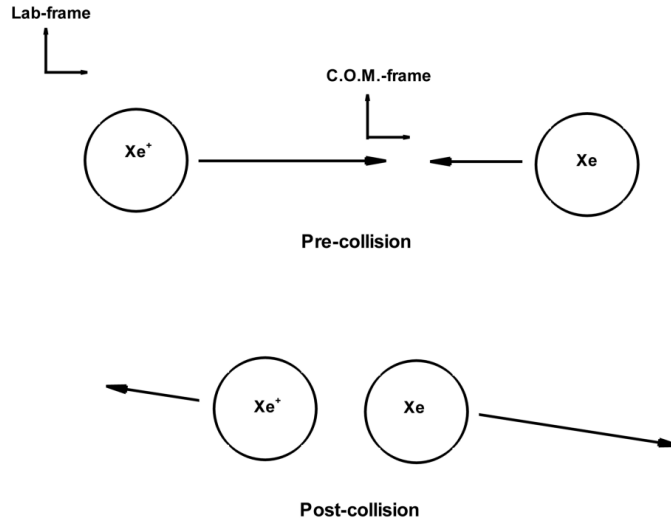 Lab-frame
C.O.M.-frame
Xe⁺
Xe
Pre-collision
Xe⁺
Xe
Post-collision